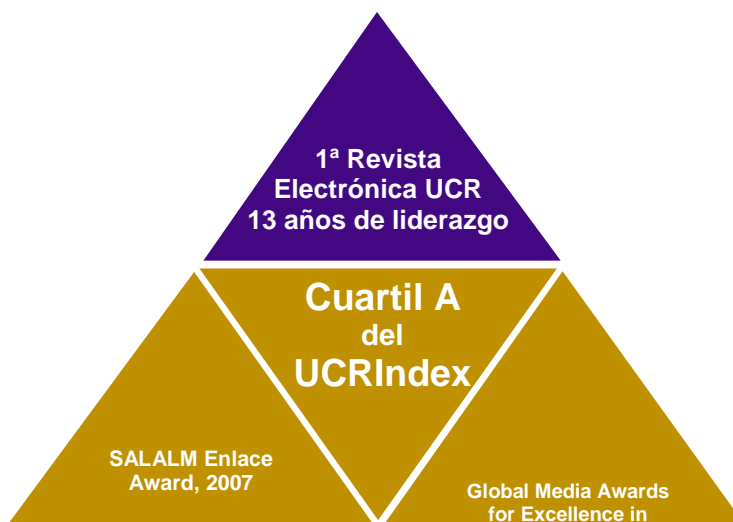 1ª Revista
Electrónica UCR
13 años de liderazgo
Cuartil A
del
UCRIndex
SALALM Enlace
Award, 2007
Global Media Awards
for Excellence in